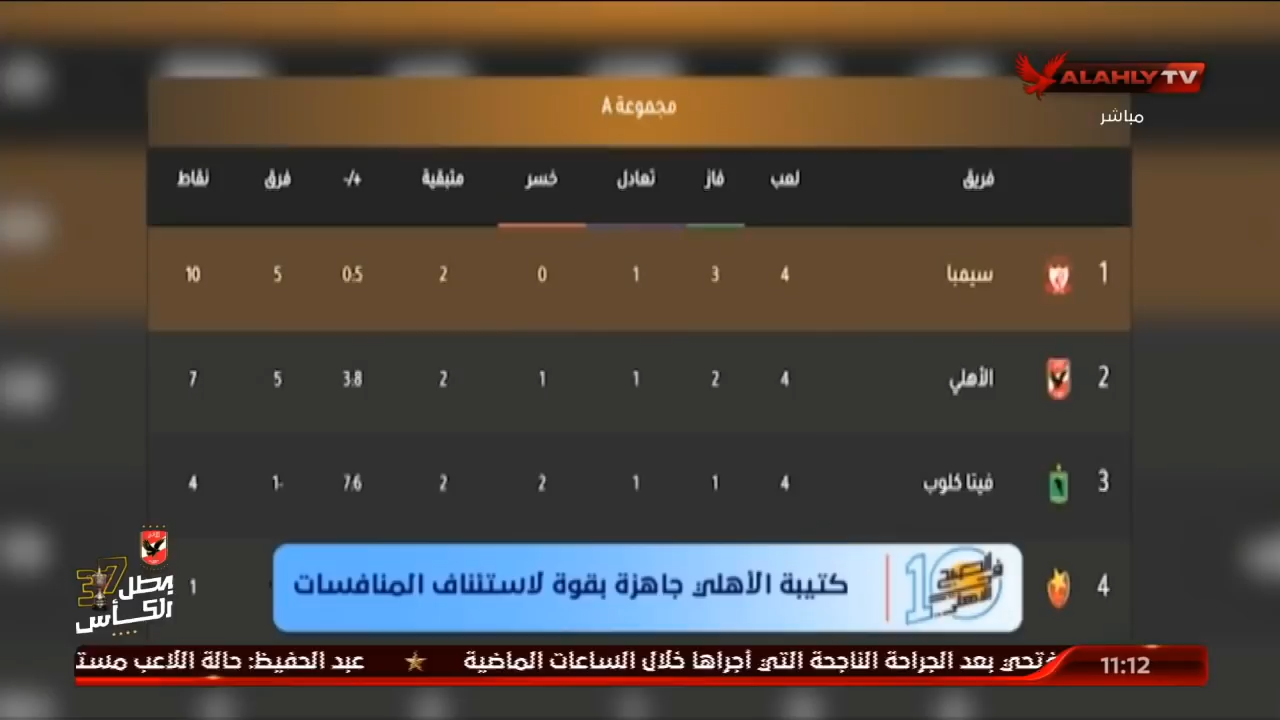 ALAHLY TV
مباشر
مجموعة A
فريق لعب فاز تعادل خسر متبقية +/- فرق نقاط
1 سيمبا 4 3 1 0 2 0:5 5 10
2 الأهلي 4 2 1 1 2 3:8 5 7
3 فيتا كلوب 4 1 1 2 2 7:6 -1 4
4 1
كتيبة الأهلي جاهزة بقوة لاستئناف المنافسات
10
37 بطل
الكأس
11:12
فتحي بعد الجراحة الناجحة التي أجراها خلال الساعات الماضية ★ عبد الحفيظ: حالة اللاعب